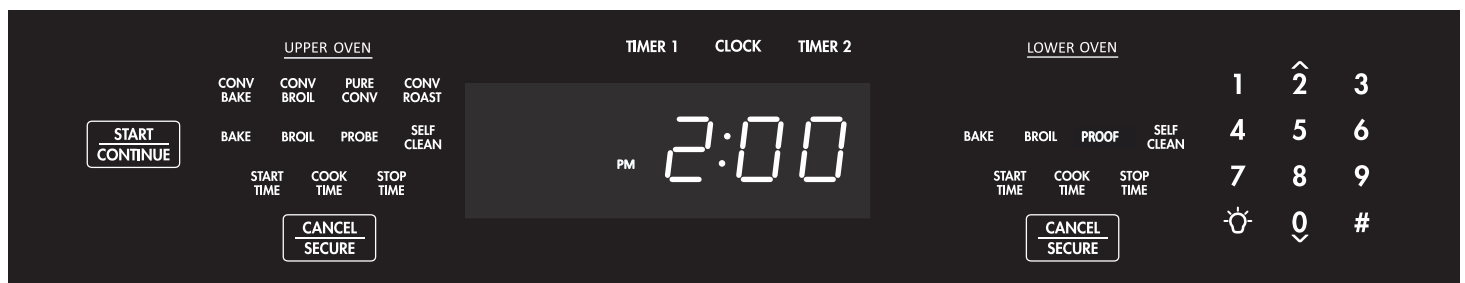 START
CONTINUE
UPPER OVEN
CONV BAKE CONV BROIL PURE CONV CONV ROAST
BAKE BROIL PROBE SELF CLEAN
START TIME COOK TIME STOP TIME
CANCEL
SECURE
TIMER 1 CLOCK TIMER 2
PM 2:00
LOWER OVEN
BAKE BROIL PROOF SELF CLEAN
START TIME COOK TIME STOP TIME
CANCEL
SECURE
1 2 3
4 5 6
7 8 9
0 #